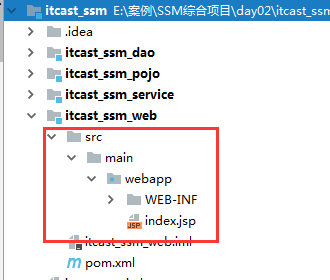 itcast_ssm E:\案例\SSM综合项目\day02\itcast_ssm
.idea
itcast_ssm_dao
itcast_ssm_pojo
itcast_ssm_service
itcast_ssm_web
src
main
webapp
WEB-INF
JSP index.jsp
itcast_ssm_web.iml
m pom.xml